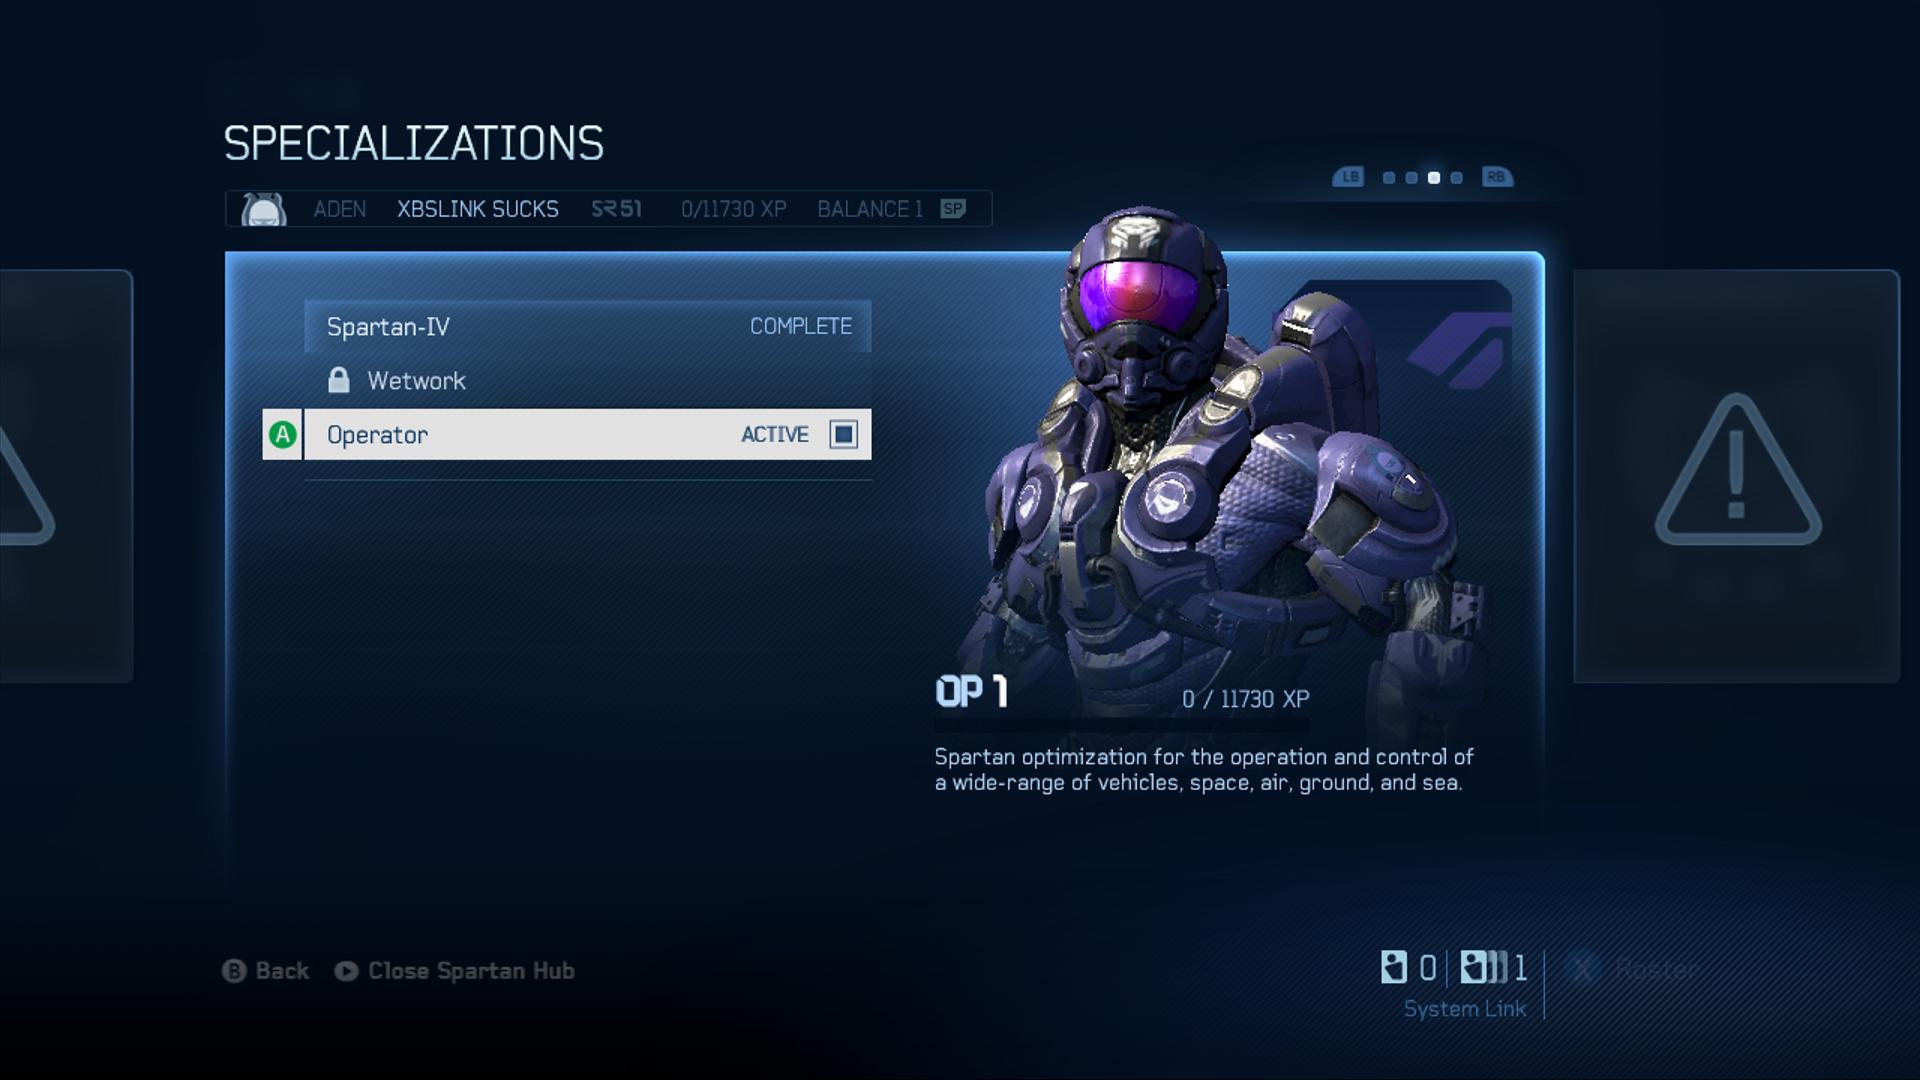 SPECIALIZATIONS
LB RB
ADEN XBSLINK SUCKS SR51 0/11730 XP BALANCE 1 SP
Spartan-IV COMPLETE
Wetwork
A Operator ACTIVE
OP 1 0 / 11730 XP
Spartan optimization for the operation and control of
a wide-range of vehicles, space, air, ground, and sea.
B Back Close Spartan Hub
0 1 X Roster
System Link